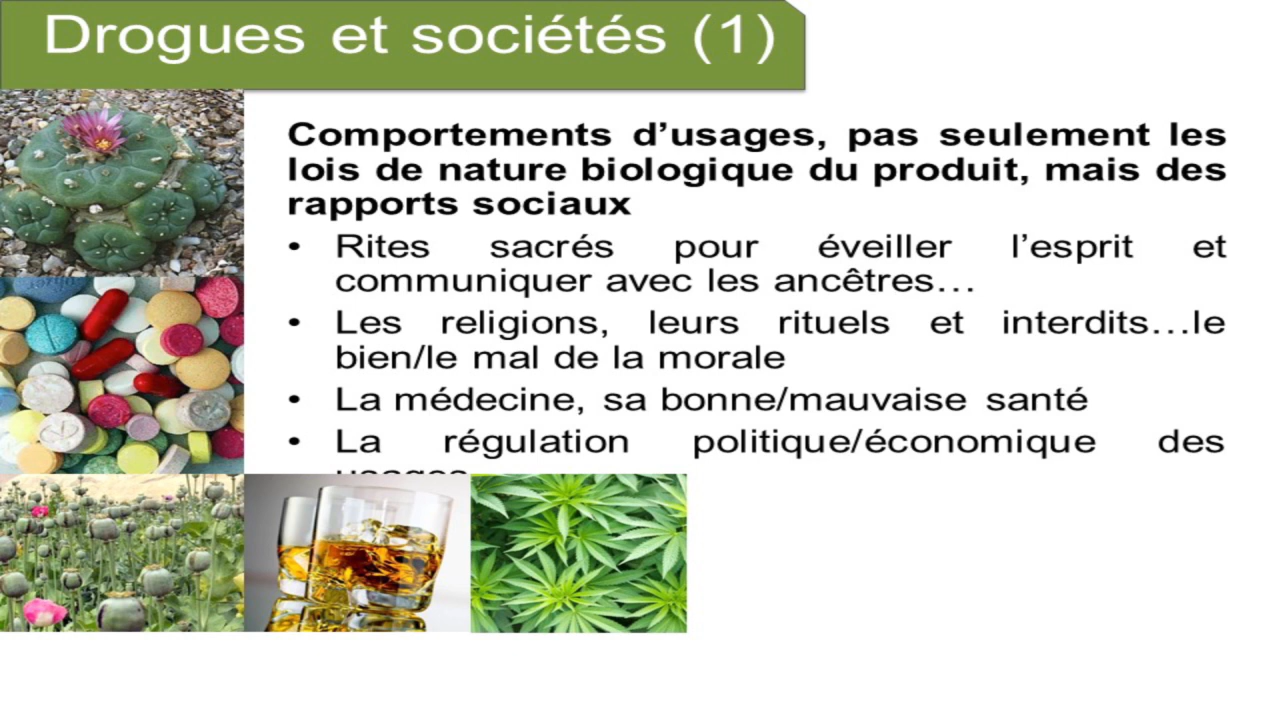 Drogues et sociétés (1)
Comportements d’usages, pas seulement les
lois de nature biologique du produit, mais des
rapports sociaux
• Rites sacrés pour éveiller l’esprit et
communiquer avec les ancêtres…
• Les religions, leurs rituels et interdits…le
bien/le mal de la morale
• La médecine, sa bonne/mauvaise santé
• La régulation politique/économique des
usages